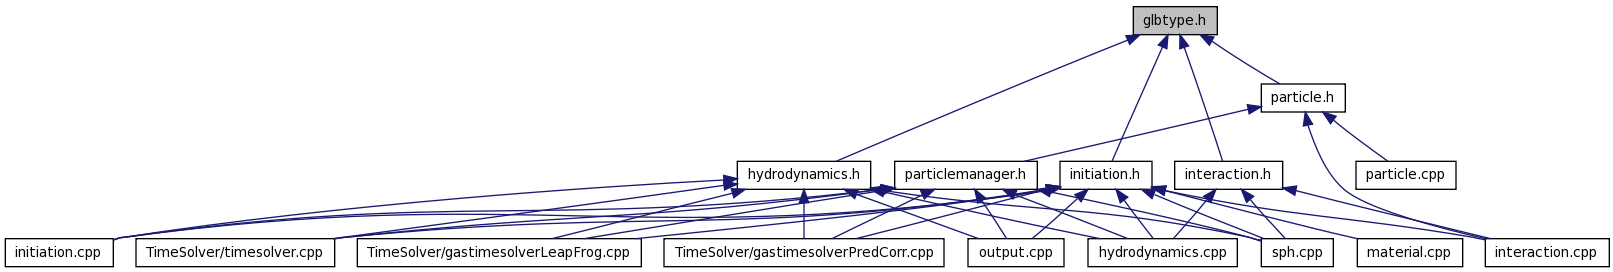 glbtype.h
particle.h
hydrodynamics.h
particlemanager.h
initiation.h
interaction.h
particle.cpp
initiation.cpp
TimeSolver/timesolver.cpp
TimeSolver/gastimesolverLeapFrog.cpp
TimeSolver/gastimesolverPredCorr.cpp
output.cpp
hydrodynamics.cpp
sph.cpp
material.cpp
interaction.cpp